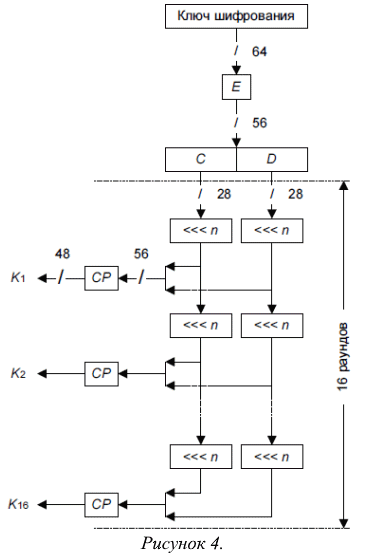 Ключ шифрования
/ 64
E
/ 56
C D
/ 28 / 28
<<< n <<< n
48 56
K1 / CP /
<<< n <<< n
K2 CP
16 раундов
<<< n <<< n
K16 CP
Рисунок 4.